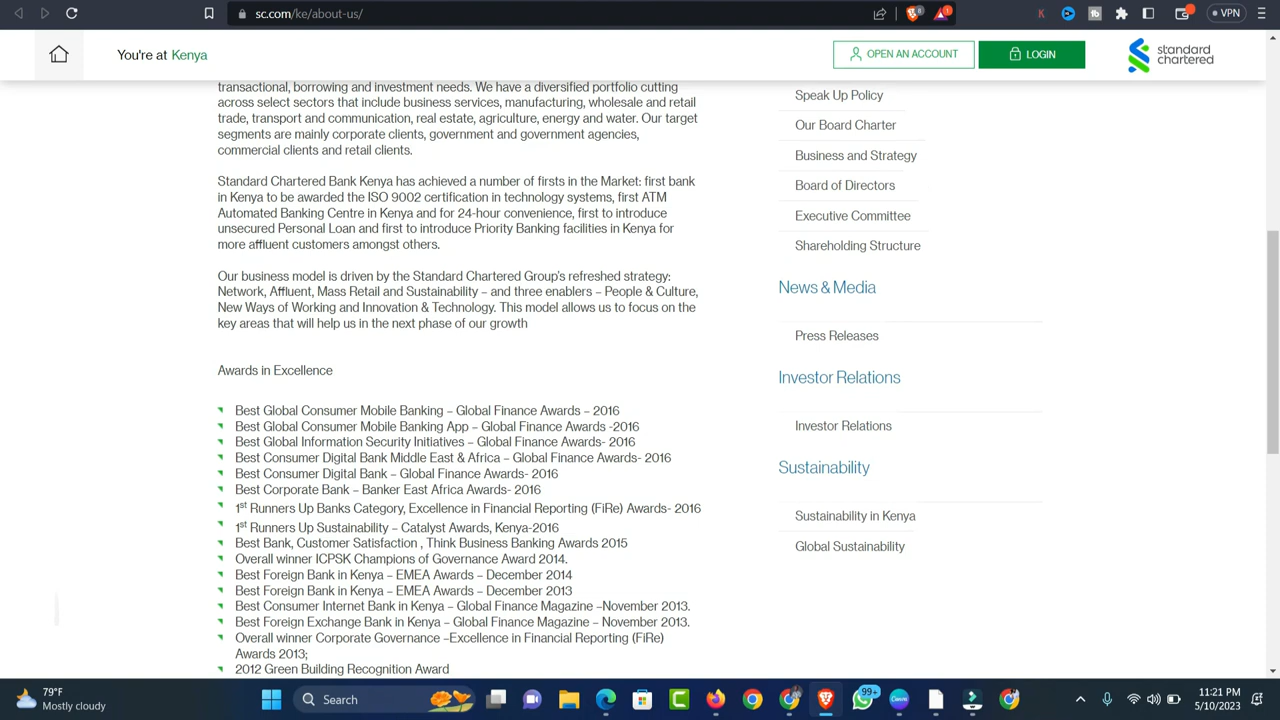 sc.com/ke/about-us/
VPN
You're at Kenya
OPEN AN ACCOUNT
LOGIN
standard
chartered
transactional, borrowing and investment needs. We have a diversified portfolio cutting
across select sectors that include business services, manufacturing, wholesale and retail
trade, transport and communication, real estate, agriculture, energy and water. Our target
segments are mainly corporate clients, government and government agencies,
commercial clients and retail clients.
Standard Chartered Bank Kenya has achieved a number of firsts in the Market: first bank
in Kenya to be awarded the ISO 9002 certification in technology systems, first ATM
Automated Banking Centre in Kenya and for 24-hour convenience, first to introduce
unsecured Personal Loan and first to introduce Priority Banking facilities in Kenya for
more affluent customers amongst others.
Our business model is driven by the Standard Chartered Group's refreshed strategy:
Network, Affluent, Mass Retail and Sustainability – and three enablers – People & Culture,
New Ways of Working and Innovation & Technology. This model allows us to focus on the
key areas that will help us in the next phase of our growth
Awards in Excellence
Best Global Consumer Mobile Banking – Global Finance Awards – 2016
Best Global Consumer Mobile Banking App – Global Finance Awards -2016
Best Global Information Security Initiatives – Global Finance Awards- 2016
Best Consumer Digital Bank Middle East & Africa – Global Finance Awards- 2016
Best Consumer Digital Bank – Global Finance Awards- 2016
Best Corporate Bank – Banker East Africa Awards- 2016
1st Runners Up Banks Category, Excellence in Financial Reporting (FiRe) Awards- 2016
1st Runners Up Sustainability – Catalyst Awards, Kenya-2016
Best Bank, Customer Satisfaction , Think Business Banking Awards 2015
Overall winner ICPSK Champions of Governance Award 2014.
Best Foreign Bank in Kenya – EMEA Awards – December 2014
Best Foreign Bank in Kenya – EMEA Awards – December 2013
Best Consumer Internet Bank in Kenya – Global Finance Magazine –November 2013.
Best Foreign Exchange Bank in Kenya – Global Finance Magazine – November 2013.
Overall winner Corporate Governance –Excellence in Financial Reporting (FiRe)
Awards 2013;
2012 Green Building Recognition Award
Speak Up Policy
Our Board Charter
Business and Strategy
Board of Directors
Executive Committee
Shareholding Structure
News & Media
Press Releases
Investor Relations
Investor Relations
Sustainability
Sustainability in Kenya
Global Sustainability
79°F
Mostly cloudy
Search
99+
11:21 PM
5/10/2023